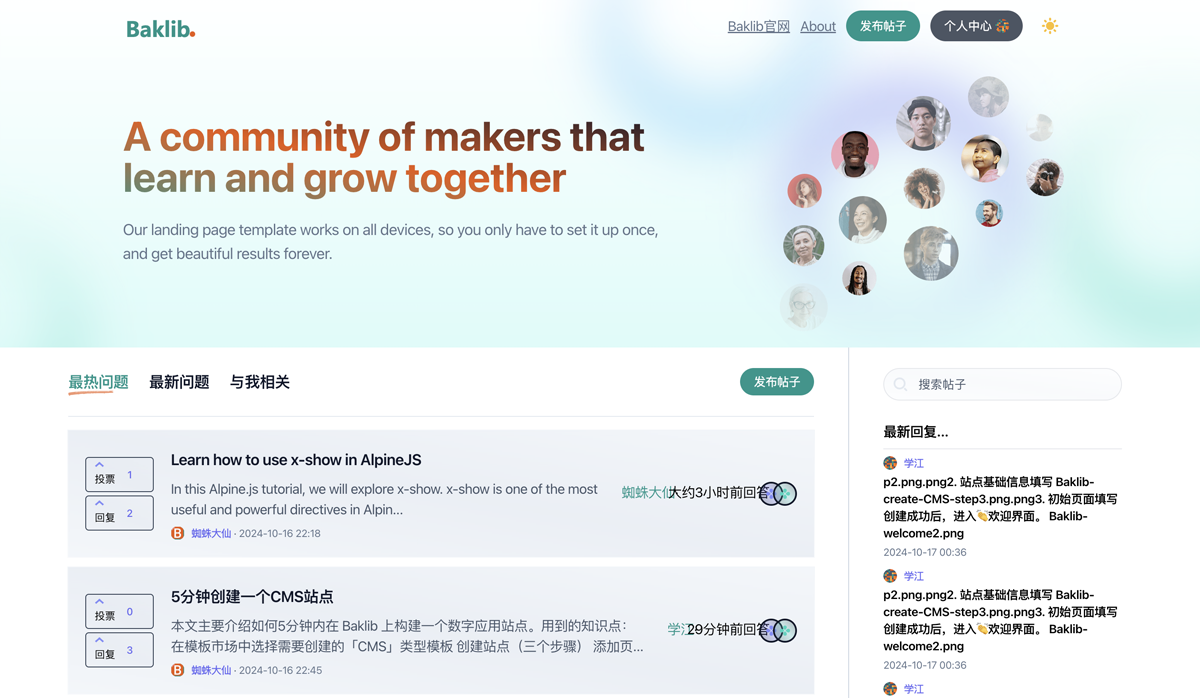 Baklib.
Baklib官网 About 发布帖子 个人中心
A community of makers that
learn and grow together
Our landing page template works on all devices, so you only have to set it up once,
and get beautiful results forever.
最热问题 最新问题 与我相关 发布帖子
Learn how to use x-show in AlpineJS
投票 1
In this Alpine.js tutorial, we will explore x-show. x-show is one of the most
useful and powerful directives in Alpin...
回复 2
蜘蛛大仙 · 2024-10-16 22:18
蜘蛛大仙 大约3小时前回答
5分钟创建一个CMS站点
投票 0
本文主要介绍如何5分钟内在 Baklib 上构建一个数字应用站点。用到的知识点：
在模板市场中选择需要创建的「CMS」类型模板 创建站点（三个步骤） 添加页...
回复 3
蜘蛛大仙 · 2024-10-16 22:45
学江 29分钟前回答
搜索帖子
最新回复...
学江
p2.png.png2. 站点基础信息填写 Baklib-
create-CMS-step3.png.png3. 初始页面填写
创建成功后，进入👏欢迎界面。 Baklib-
welcome2.png
2024-10-17 00:36
学江
p2.png.png2. 站点基础信息填写 Baklib-
create-CMS-step3.png.png3. 初始页面填写
创建成功后，进入👏欢迎界面。 Baklib-
welcome2.png
2024-10-17 00:36
学江